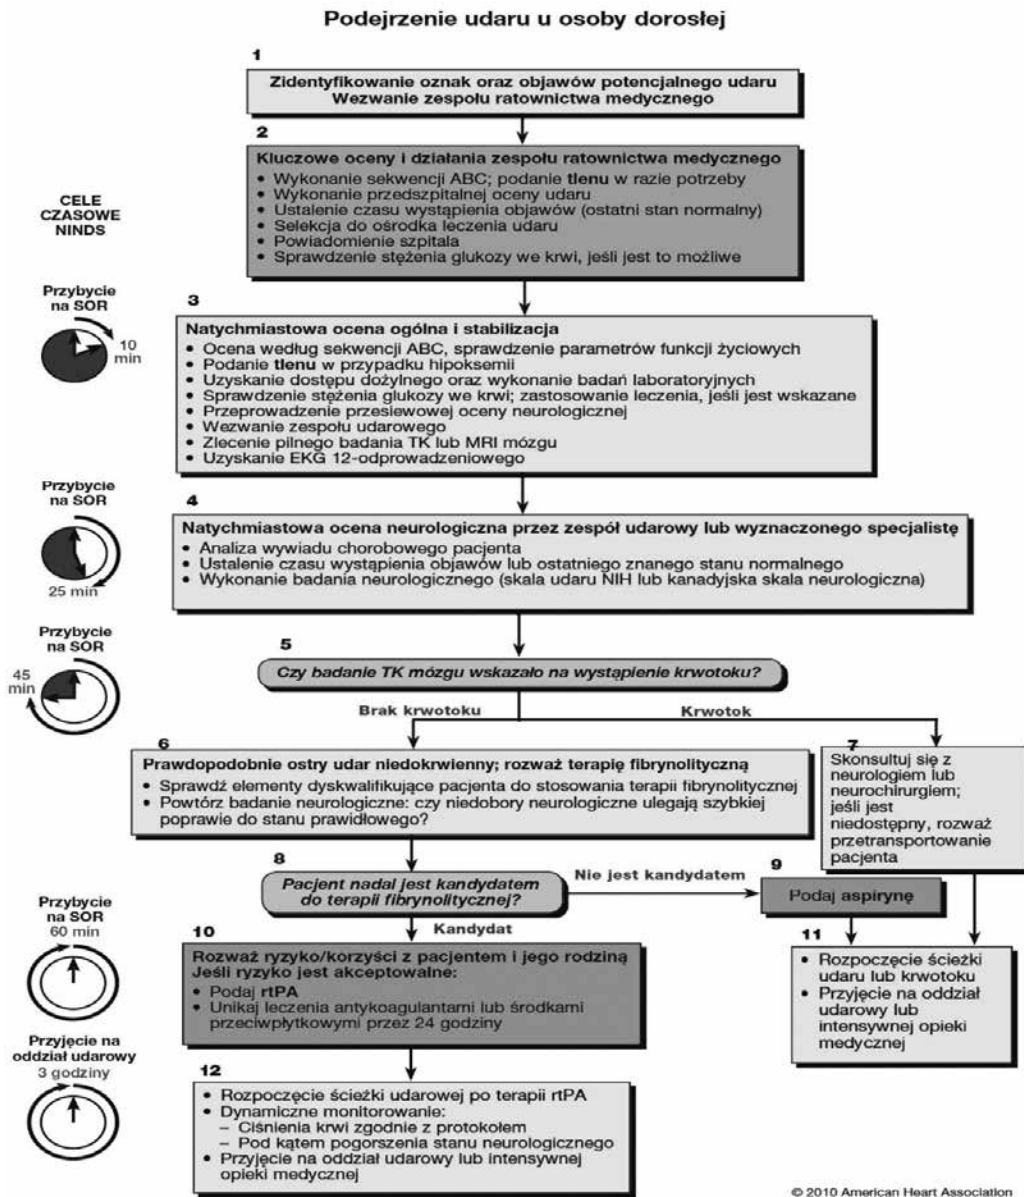 Podejrzenie udaru u osoby dorosłej
1
Zidentyfikowanie oznak oraz objawów potencjalnego udaru
Wezwanie zespołu ratownictwa medycznego
2
Kluczowe oceny i działania zespołu ratownictwa medycznego
• Wykonanie sekwencji ABC; podanie tlenu w razie potrzeby
• Wykonanie przedszpitalnej oceny udaru
• Ustalenie czasu wystąpienia objawów (ostatni stan normalny)
• Selekcja do ośrodka leczenia udaru
• Powiadomienie szpitala
• Sprawdzenie stężenia glukozy we krwi, jeśli jest to możliwe
CELE
CZASOWE
NINDS
Przybycie
na SOR
10
min
3
Natychmiastowa ocena ogólna i stabilizacja
• Ocena według sekwencji ABC, sprawdzenie parametrów funkcji życiowych
• Podanie tlenu w przypadku hipoksemii
• Uzyskanie dostępu dożylnego oraz wykonanie badań laboratoryjnych
• Sprawdzenie stężenia glukozy we krwi; zastosowanie leczenia, jeśli jest wskazane
• Przeprowadzenie przesiewowej oceny neurologicznej
• Wezwanie zespołu udarowego
• Zlecenie pilnego badania TK lub MRI mózgu
• Uzyskanie EKG 12-odprowadzeniowego
Przybycie
na SOR
25 min
4
Natychmiastowa ocena neurologiczna przez zespół udarowy lub wyznaczonego specjalistę
• Analiza wywiadu chorobowego pacjenta
• Ustalenie czasu wystąpienia objawów lub ostatniego znanego stanu normalnego
• Wykonanie badania neurologicznego (skala udaru NIH lub kanadyjska skala neurologiczna)
Przybycie
na SOR
45
min
5
Czy badanie TK mózgu wskazało na wystąpienie krwotoku?
Brak krwotoku
Krwotok
6
Prawdopodobnie ostry udar niedokrwienny; rozważ terapię fibrynolityczną
• Sprawdź elementy dyskwalifikujące pacjenta do stosowania terapii fibrynolitycznej
• Powtórz badanie neurologiczne: czy niedobory neurologiczne ulegają szybkiej
poprawie do stanu prawidłowego?
7
Skonsultuj się z
neurologiem lub
neurochirurgiem;
jeśli jest
niedostępny, rozważ
przetransportowanie
pacjenta
8
Pacjent nadal jest kandydatem
do terapii fibrynolitycznej?
Nie jest kandydatem
9
Podaj aspirynę
Kandydat
Przybycie
na SOR
60 min
10
Rozważ ryzyko/korzyści z pacjentem i jego rodziną
Jeśli ryzyko jest akceptowalne:
• Podaj rtPA
• Unikaj leczenia antykoagulantami lub środkami
przeciwpłytkowymi przez 24 godziny
11
• Rozpoczęcie ścieżki
udaru lub krwotoku
• Przyjęcie na oddział
udarowy lub
intensywnej opieki
medycznej
Przyjęcie na
oddział udarowy
3 godziny
12
• Rozpoczęcie ścieżki udarowej po terapii rtPA
• Dynamiczne monitorowanie:
– Ciśnienia krwi zgodnie z protokołem
– Pod kątem pogorszenia stanu neurologicznego
• Przyjęcie na oddział udarowy lub intensywnej
opieki medycznej
© 2010 American Heart Association